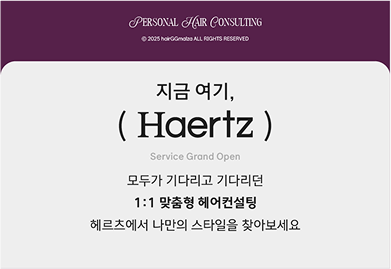 Personal Hair Consulting
© 2025 hairGGmalza ALL RIGHTS RESERVED
지금 여기,
( Haertz )
Service Grand Open
모두가 기다리고 기다리던
1:1 맞춤형 헤어컨설팅
헤르츠에서 나만의 스타일을 찾아보세요